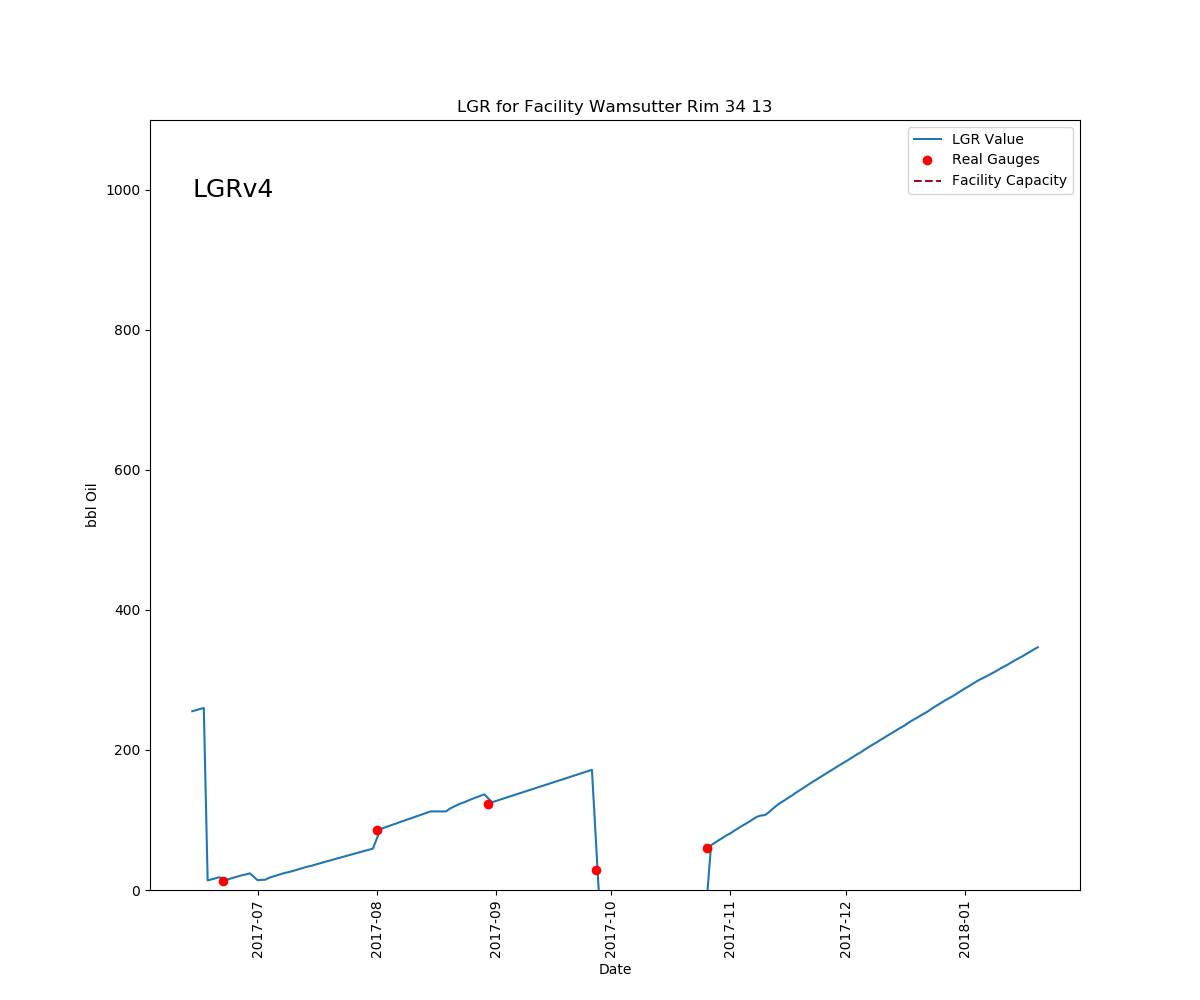 LGR for Facility Wamsutter Rim 34 13
LGRv4
LGR Value
Real Gauges
Facility Capacity
1000
800
600
400
200
0
bbl Oil
2017-07
2017-08
2017-09
2017-10
2017-11
2017-12
2018-01
Date